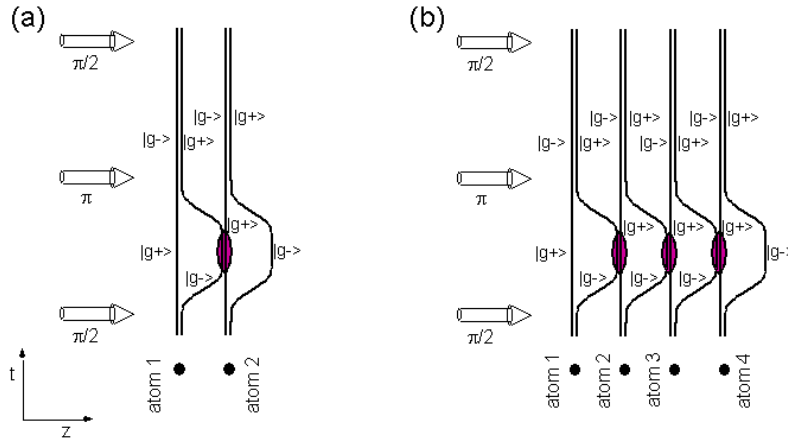 (a)
π/2
|g->
|g+>
|g->
|g+>
π
|g+>
|g+>
|g->
|g->
π/2
t
z
atom 1
atom 2
(b)
π/2
|g->
|g+>
|g->
|g+>
|g->
|g+>
|g->
|g+>
π
|g+>
|g+>
|g+>
|g+>
|g->
|g->
|g->
|g->
π/2
atom 1
atom 2
atom 3
atom 4